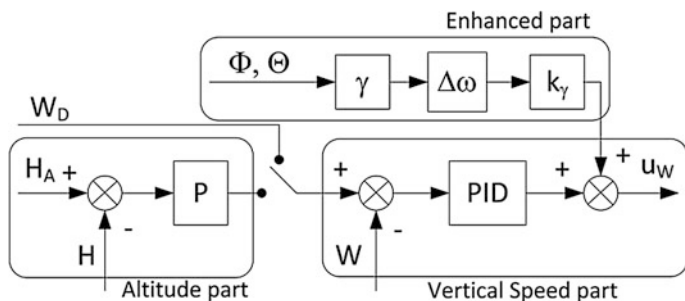 Enhanced part
Φ, Θ
γ
Δω
kγ
WD
+
HA + P + PID + uW
-
-
H
W
Altitude part
Vertical Speed part